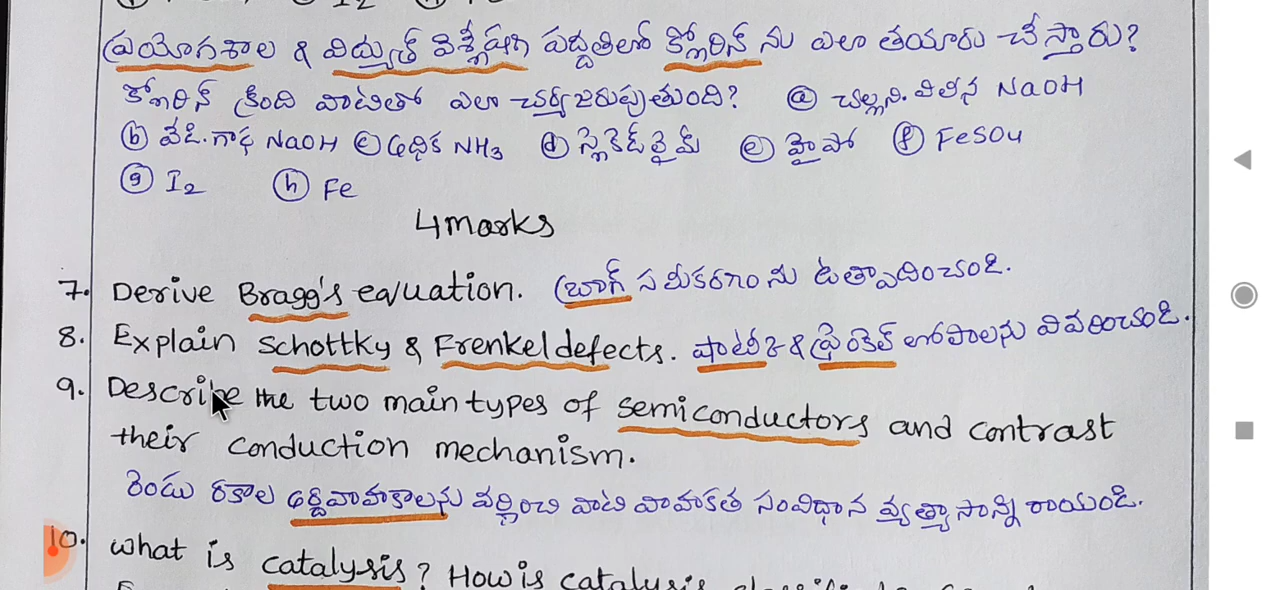 ప్రయోగశాల & విద్యుత్ విశ్లేషణ పద్దతిలో క్లోరిన్ ను ఎలా తయారు చేస్తారు?
క్లోరిన్ క్రింది వాటితో ఎలా చర్య జరుపుతుంది? ⓐ చల్లని.విలీన NaOH
ⓑ వేడి.గాఢ NaOH ⓒ అధిక NH3 ⓓ స్లేకెడ్ లైమ్ ⓔ హైపో ⓕ FeSO4
ⓖ I2 ⓗ Fe
4marks
7. Derive Bragg's equation. బ్రాగ్ సమీకరణం ను ఉత్పాదించండి.
8. Explain Schottky & Frenkel defects. షాటీకి & ఫ్రెంకెల్ లోపాలను వివరించండి.
9. Describe the two main types of semiconductors and contrast
their conduction mechanism.
రెండు రకాల అర్ధవాహకాలను వర్ణించి వాటి వాహకత సంవిధాన వ్యత్యాసాన్ని రాయండి.
10. what is catalysis? How is catalysis